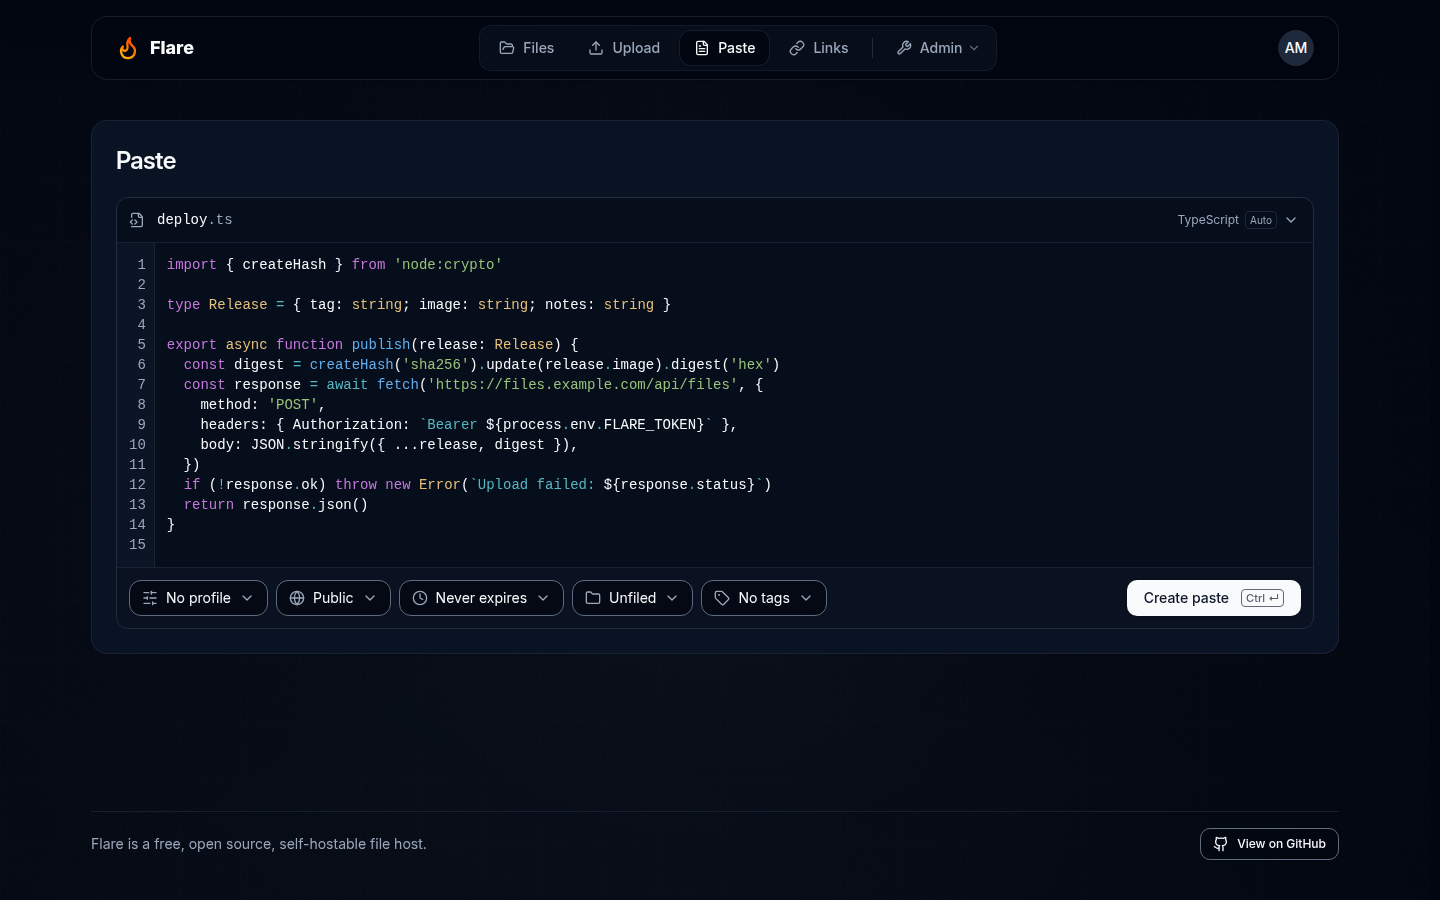 Flare
Files
Upload
Paste
Links
Admin
AM
Paste
deploy.ts
TypeScript
Auto
1 import { createHash } from 'node:crypto'
2
3 type Release = { tag: string; image: string; notes: string }
4
5 export async function publish(release: Release) {
6   const digest = createHash('sha256').update(release.image).digest('hex')
7   const response = await fetch('https://files.example.com/api/files', {
8     method: 'POST',
9     headers: { Authorization: `Bearer ${process.env.FLARE_TOKEN}` },
10     body: JSON.stringify({ ...release, digest }),
11   })
12   if (!response.ok) throw new Error(`Upload failed: ${response.status}`)
13   return response.json()
14 }
15
No profile
Public
Never expires
Unfiled
No tags
Create paste
Ctrl ↵
Flare is a free, open source, self-hostable file host.
View on GitHub